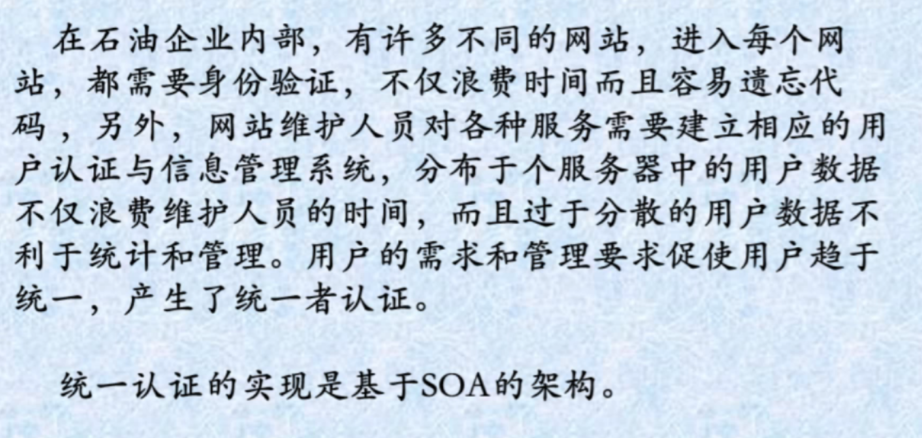 在石油企业内部，有许多不同的网站，进入每个网
站，都需要身份验证，不仅浪费时间而且容易遗忘代
码，另外，网站维护人员对各种服务需要建立相应的用
户认证与信息管理系统，分布于个服务器中的用户数据
不仅浪费维护人员的时间，而且过于分散的用户数据不
利于统计和管理。用户的需求和管理要求促使用户趋于
统一，产生了统一者认证。
统一认证的实现是基于SOA的架构。